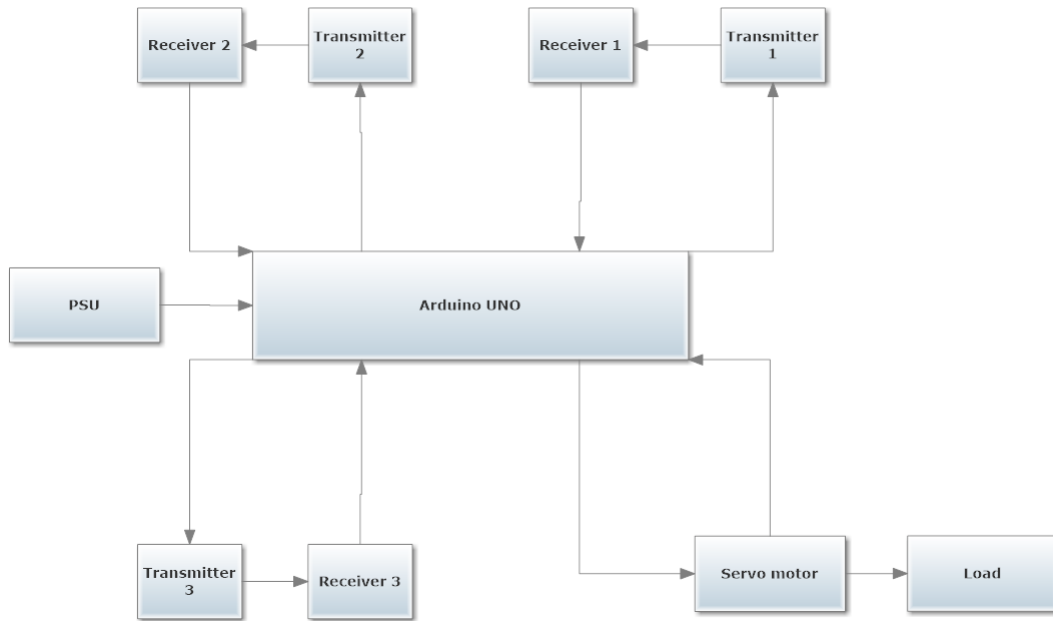 Receiver 2
Transmitter
2
Receiver 1
Transmitter
1
PSU
Arduino UNO
Transmitter
3
Receiver 3
Servo motor
Load